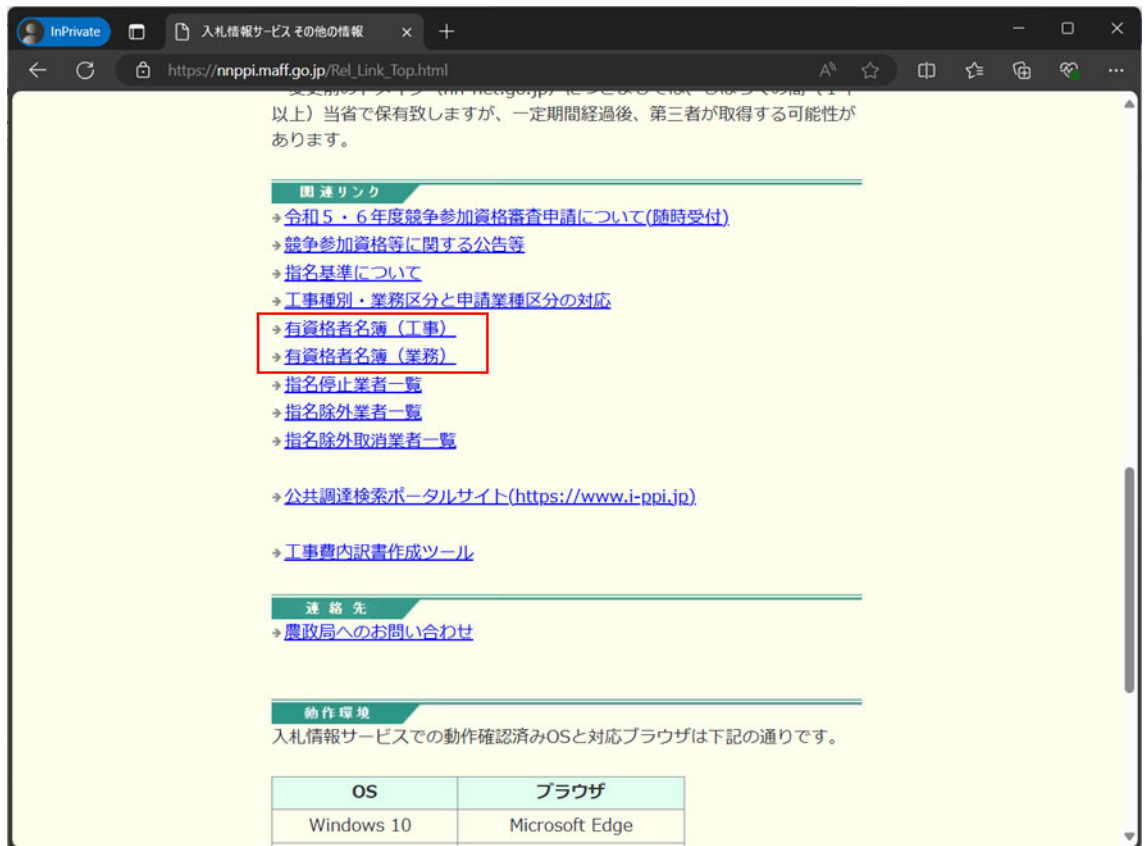 InPrivate
入札情報サービス その他の情報
https://nnppi.maff.go.jp/Rel_Link_Top.html
以上）当省で保有致しますが、一定期間経過後、第三者が取得する可能性が
あります。
関連リンク
令和5・6年度競争参加資格審査申請について(随時受付)
競争参加資格等に関する公告等
指名基準について
工事種別・業務区分と申請業種区分の対応
有資格者名簿（工事）
有資格者名簿（業務）
指名停止業者一覧
指名除外業者一覧
指名除外取消業者一覧
公共調達検索ポータルサイト(https://www.i-ppi.jp)
工事費内訳書作成ツール
連絡先
農政局へのお問い合わせ
動作環境
入札情報サービスでの動作確認済みOSと対応ブラウザは下記の通りです。
OS ブラウザ
Windows 10 Microsoft Edge